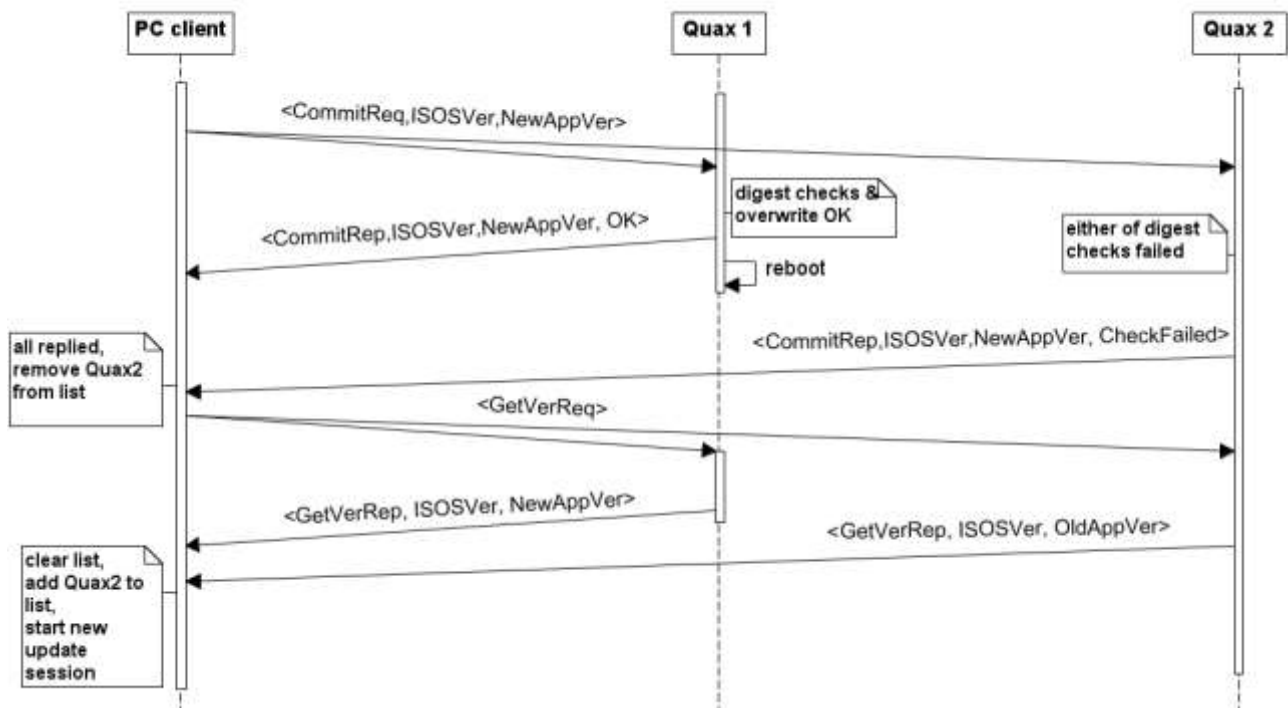 PC client
Quax 1
Quax 2
<CommitReq,ISOSVer,NewAppVer>
digest checks &
overwrite OK
<CommitRep,ISOSVer,NewAppVer, OK>
either of digest
checks failed
reboot
<CommitRep,ISOSVer,NewAppVer, CheckFailed>
all replied,
remove Quax2
from list
<GetVerReq>
<GetVerRep, ISOSVer, NewAppVer>
<GetVerRep, ISOSVer, OldAppVer>
clear list,
add Quax2 to
list,
start new
update
session